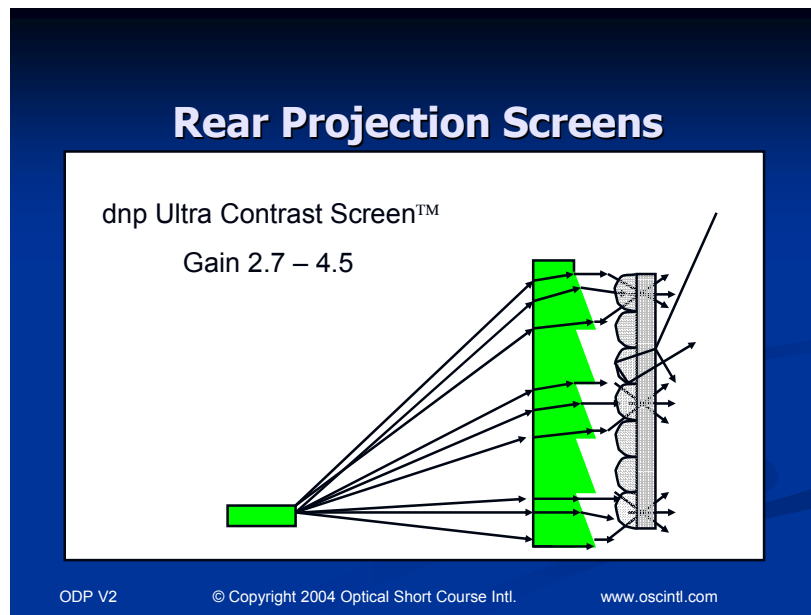 Rear Projection Screens
dnp Ultra Contrast Screen™
Gain 2.7 – 4.5
ODP V2
© Copyright 2004 Optical Short Course Intl.
www.oscintl.com